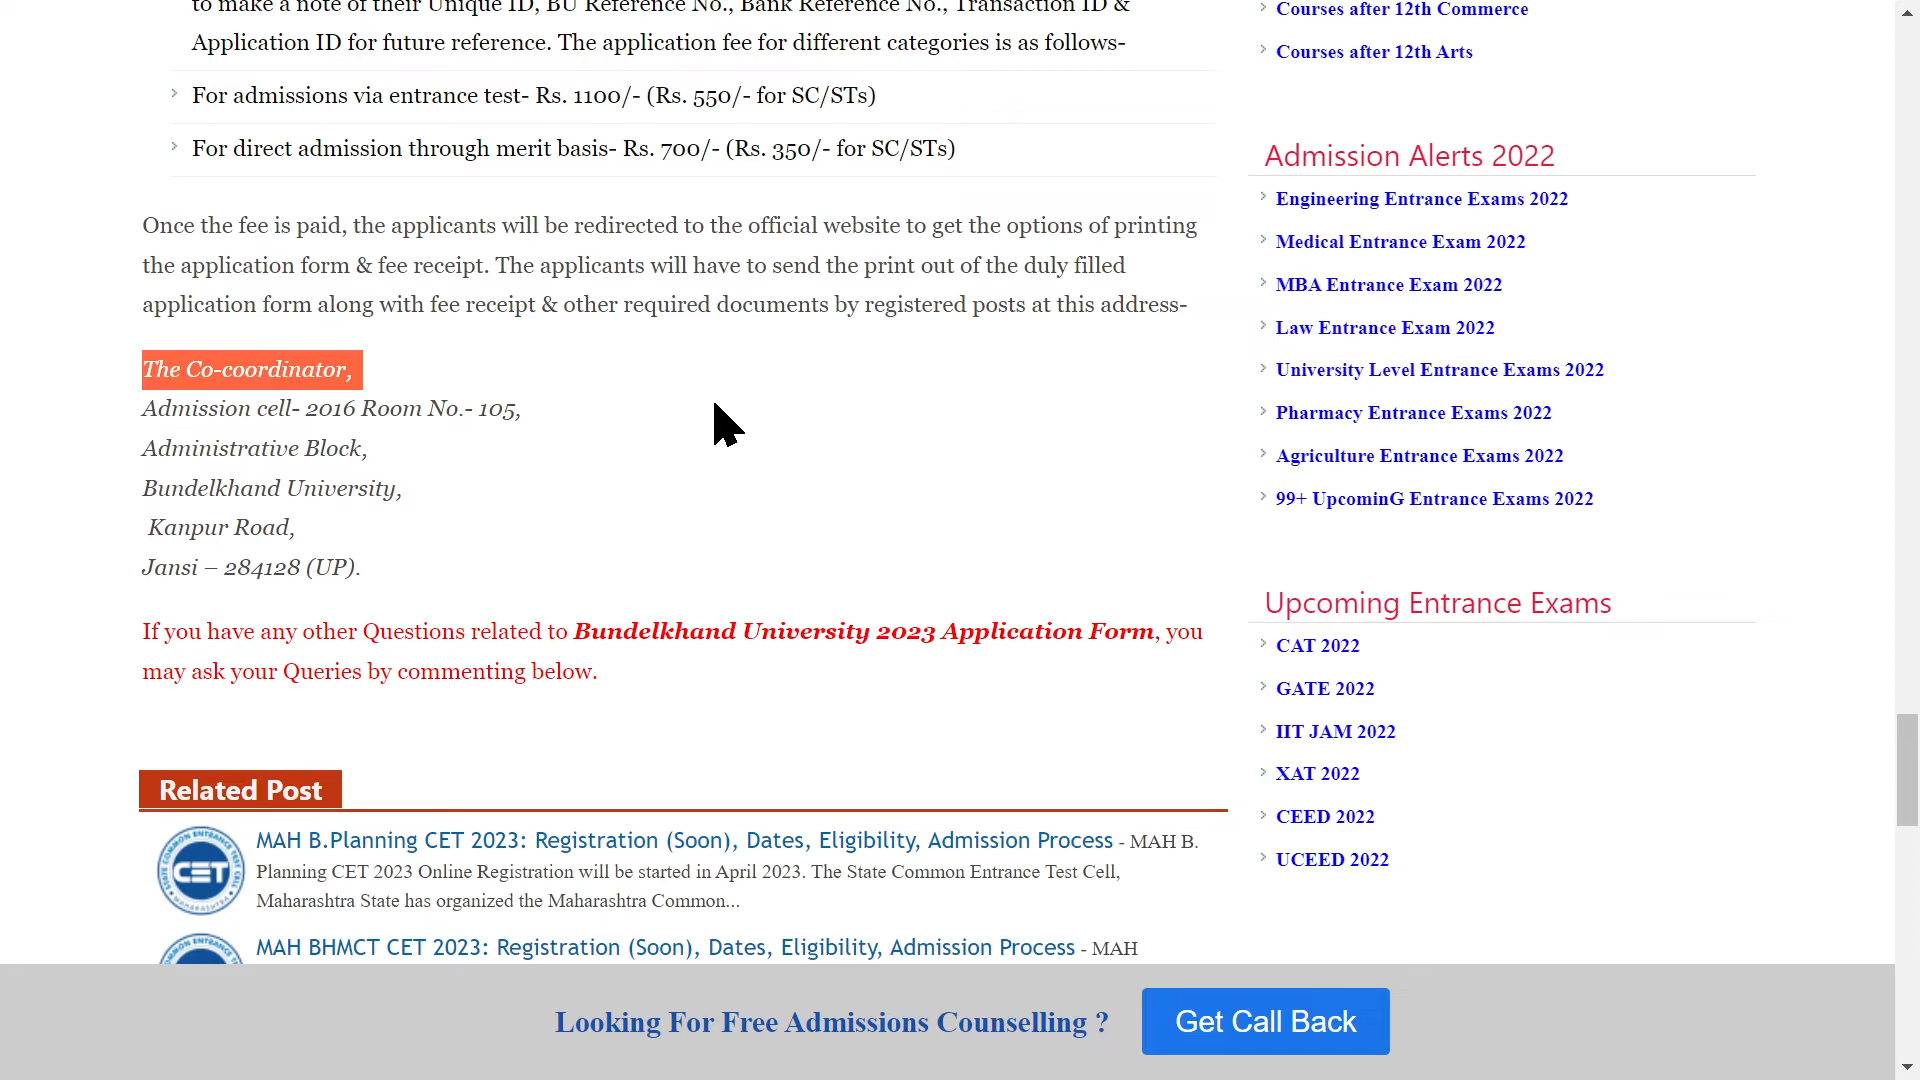 to make a note of their Unique ID, BU Reference No., Bank Reference No., Transaction ID &
Application ID for future reference. The application fee for different categories is as follows-
For admissions via entrance test- Rs. 1100/- (Rs. 550/- for SC/STs)
For direct admission through merit basis- Rs. 700/- (Rs. 350/- for SC/STs)
Once the fee is paid, the applicants will be redirected to the official website to get the options of printing
the application form & fee receipt. The applicants will have to send the print out of the duly filled
application form along with fee receipt & other required documents by registered posts at this address-
The Co-coordinator,
Admission cell- 2016 Room No.- 105,
Administrative Block,
Bundelkhand University,
Kanpur Road,
Jansi – 284128 (UP).
If you have any other Questions related to Bundelkhand University 2023 Application Form, you
may ask your Queries by commenting below.
Related Post
MAH B.Planning CET 2023: Registration (Soon), Dates, Eligibility, Admission Process - MAH B.
Planning CET 2023 Online Registration will be started in April 2023. The State Common Entrance Test Cell,
Maharashtra State has organized the Maharashtra Common...
CET
MAH BHMCT CET 2023: Registration (Soon), Dates, Eligibility, Admission Process - MAH
Courses after 12th Commerce
Courses after 12th Arts
Admission Alerts 2022
Engineering Entrance Exams 2022
Medical Entrance Exam 2022
MBA Entrance Exam 2022
Law Entrance Exam 2022
University Level Entrance Exams 2022
Pharmacy Entrance Exams 2022
Agriculture Entrance Exams 2022
99+ UpcominG Entrance Exams 2022
Upcoming Entrance Exams
CAT 2022
GATE 2022
IIT JAM 2022
XAT 2022
CEED 2022
UCEED 2022
Looking For Free Admissions Counselling ?
Get Call Back